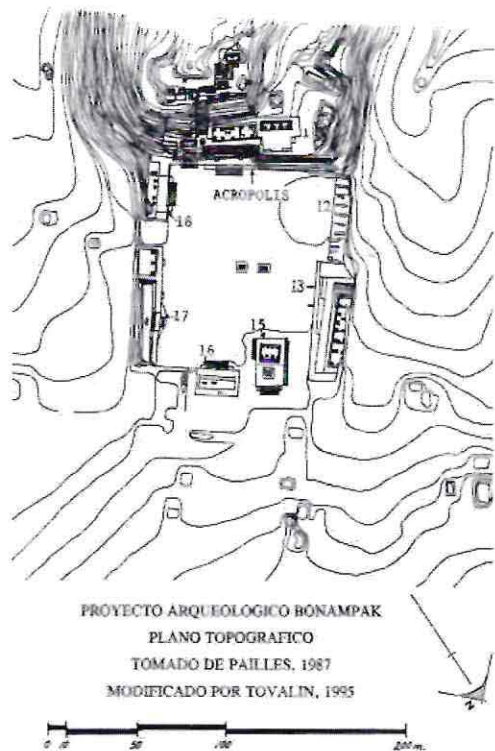 ACROPOLIS
12
18
13
17
15
16
PROYECTO ARQUEOLOGICO BONAMPAK
PLANO TOPOGRAFICO
TOMADO DE PAILLES, 1987
MODIFICADO POR TOVALIN, 1995
N
0 10 50 100 200 m.